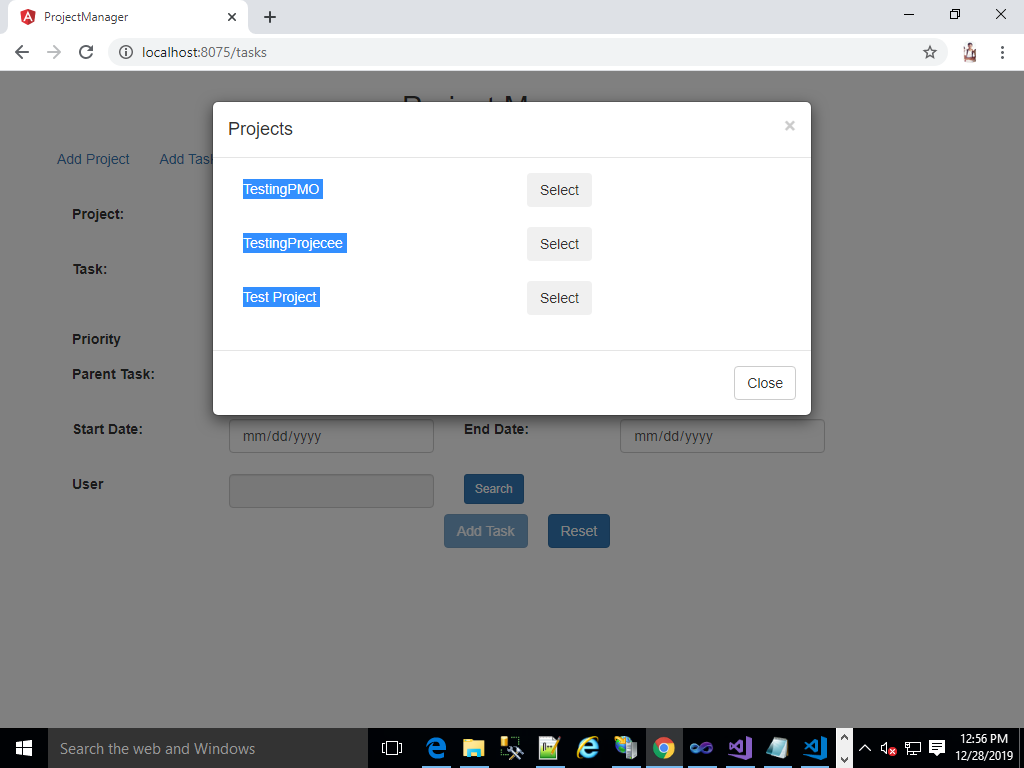 ProjectManager
localhost:8075/tasks
Projects
×
Add Project
TestingPMO Select
Project:
TestingProjecee Select
Task:
Test Project Select
Priority
Parent Task:
Close
Start Date: mm/dd/yyyy End Date: mm/dd/yyyy
User Search
Add Task Reset
Search the web and Windows
12:56 PM
12/28/2019